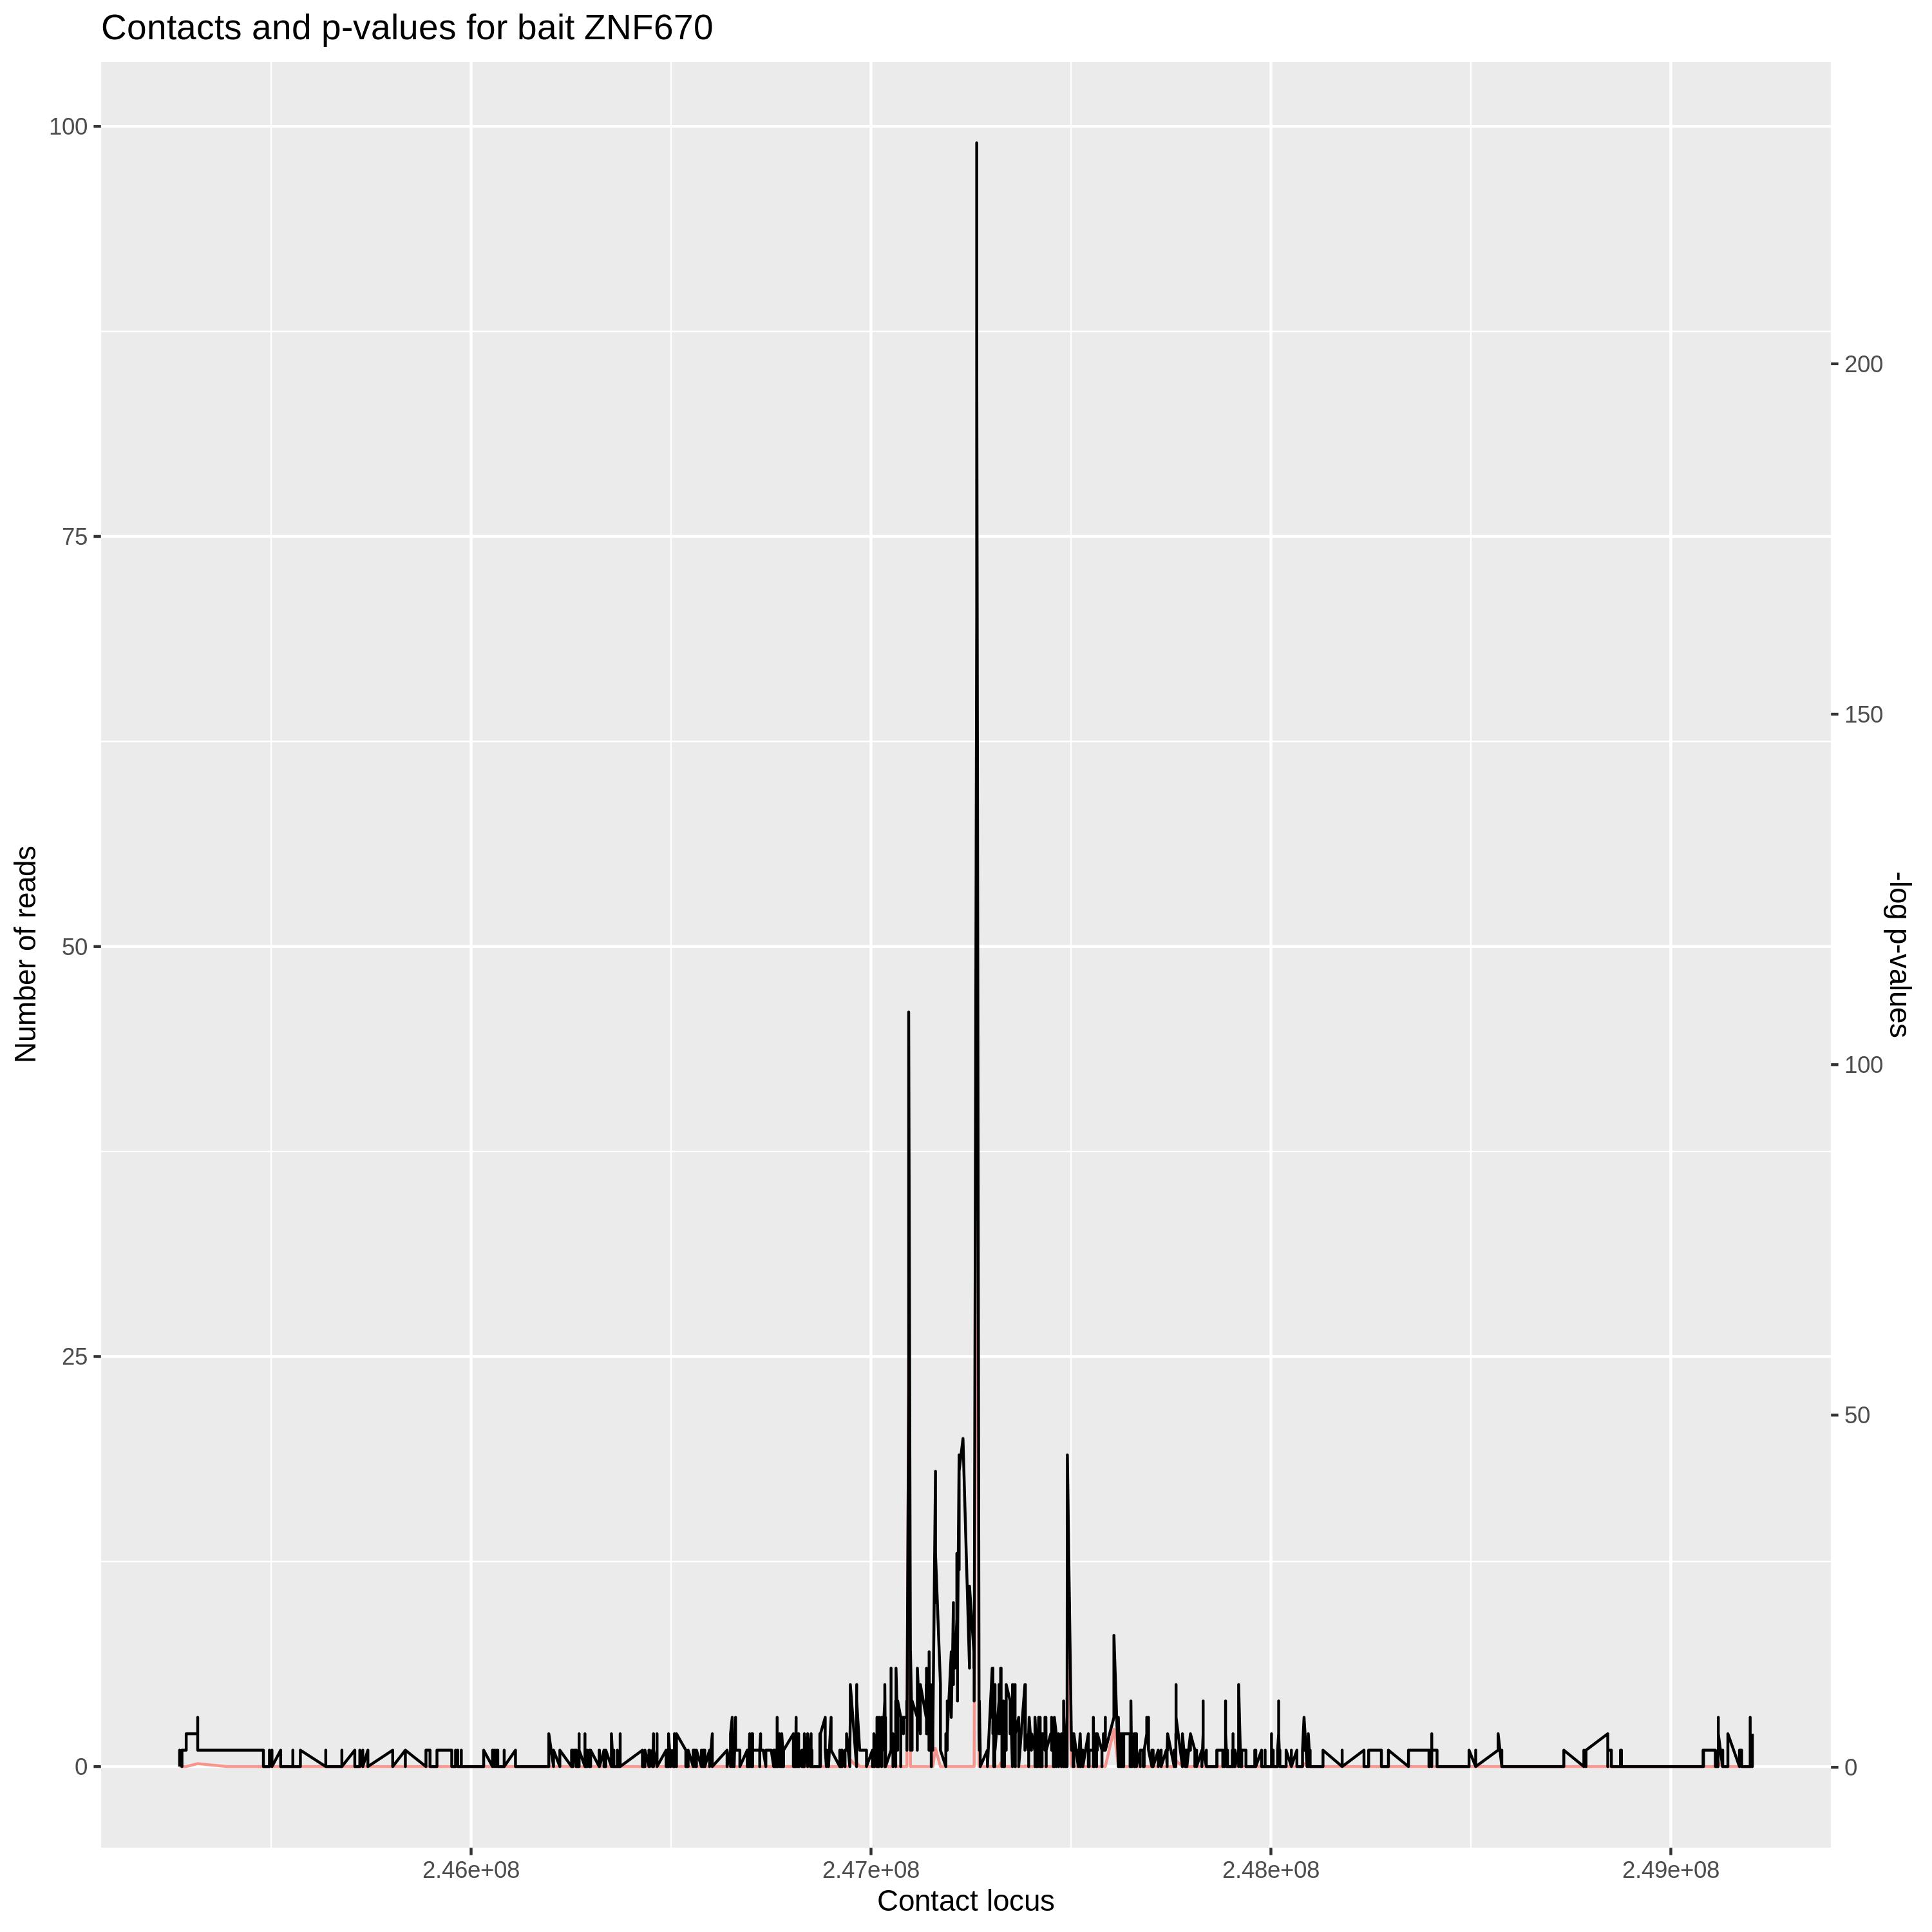 Contacts and p-values for bait ZNF670
100
75
50
25
0
Number of reads
200
150
100
50
0
-log p-values
2.46e+08
2.47e+08
2.48e+08
2.49e+08
Contact locus